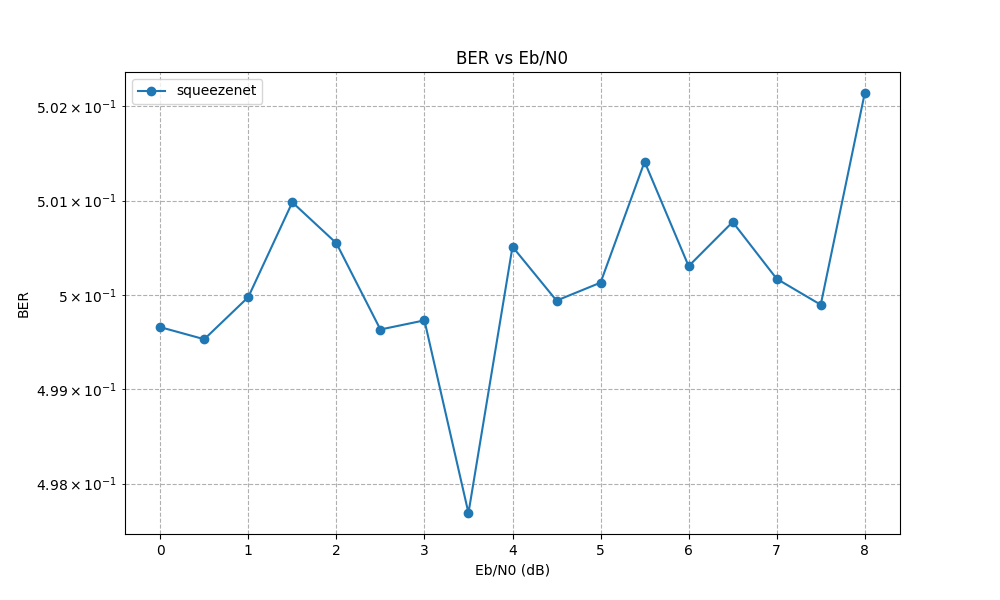 BER vs Eb/N0
squeezenet
BER
5.02 × 10⁻¹
5.01 × 10⁻¹
5 × 10⁻¹
4.99 × 10⁻¹
4.98 × 10⁻¹
0 1 2 3 4 5 6 7 8
Eb/N0 (dB)